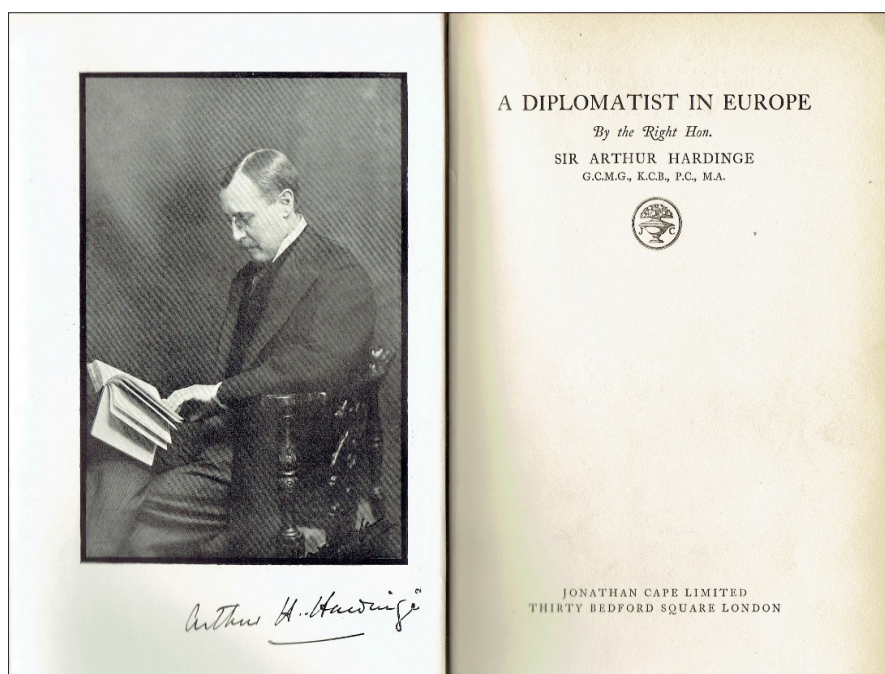 Arthur H. Hardinge
A DIPLOMATIST IN EUROPE
By the Right Hon.
SIR ARTHUR HARDINGE
G.C.M.G., K.C.B., P.C., M.A.
J C
JONATHAN CAPE LIMITED
THIRTY BEDFORD SQUARE LONDON